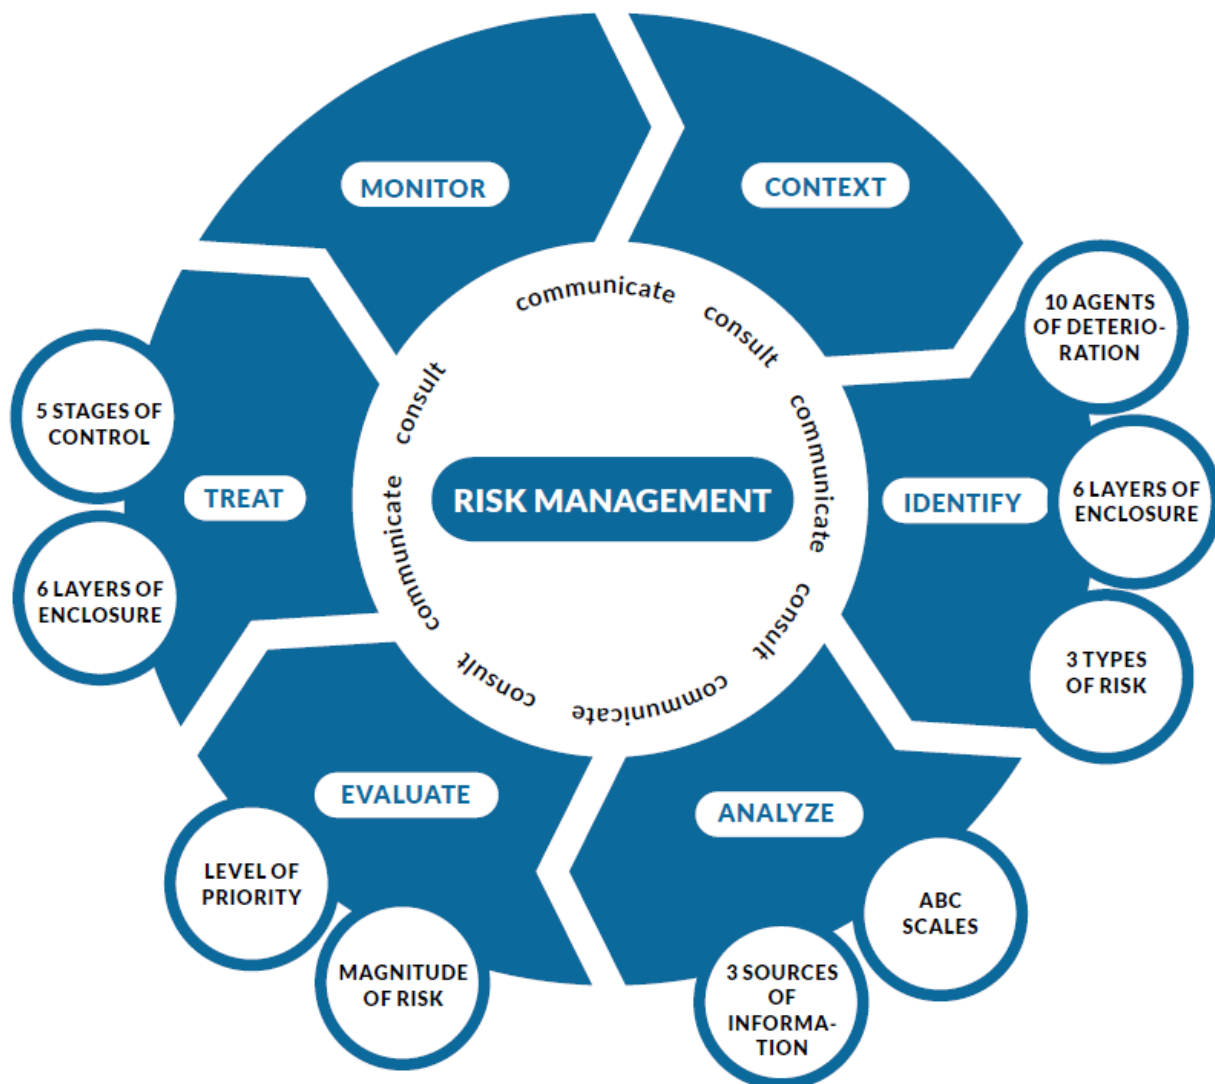 MONITOR
CONTEXT
communicate
consult
communicate
consult
communicate
consult
communicate
consult
RISK MANAGEMENT
10 AGENTS
OF DETERIO-
RATION
IDENTIFY
6 LAYERS OF
ENCLOSURE
3 TYPES
OF RISK
ANALYZE
ABC
SCALES
3 SOURCES
OF
INFORMA-
TION
EVALUATE
MAGNITUDE
OF RISK
LEVEL OF
PRIORITY
TREAT
6 LAYERS OF
ENCLOSURE
5 STAGES OF
CONTROL